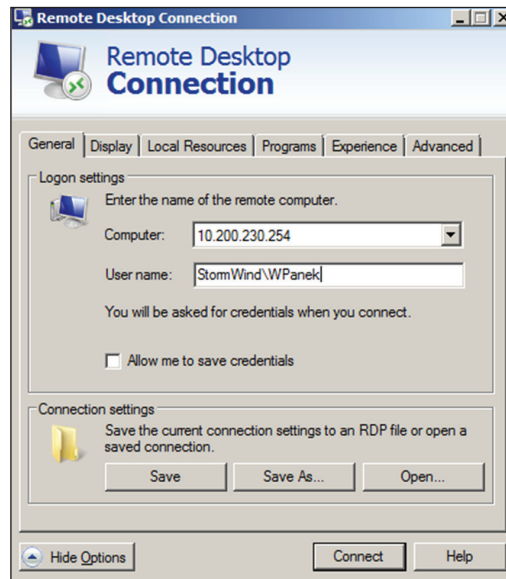 Remote Desktop Connection
Remote Desktop
Connection
General Display Local Resources Programs Experience Advanced
Logon settings
Enter the name of the remote computer.
Computer: 10.200.230.254
User name: StormWind\WPanek
You will be asked for credentials when you connect.
Allow me to save credentials
Connection settings
Save the current connection settings to an RDP file or open a
saved connection.
Save Save As... Open...
Hide Options Connect Help